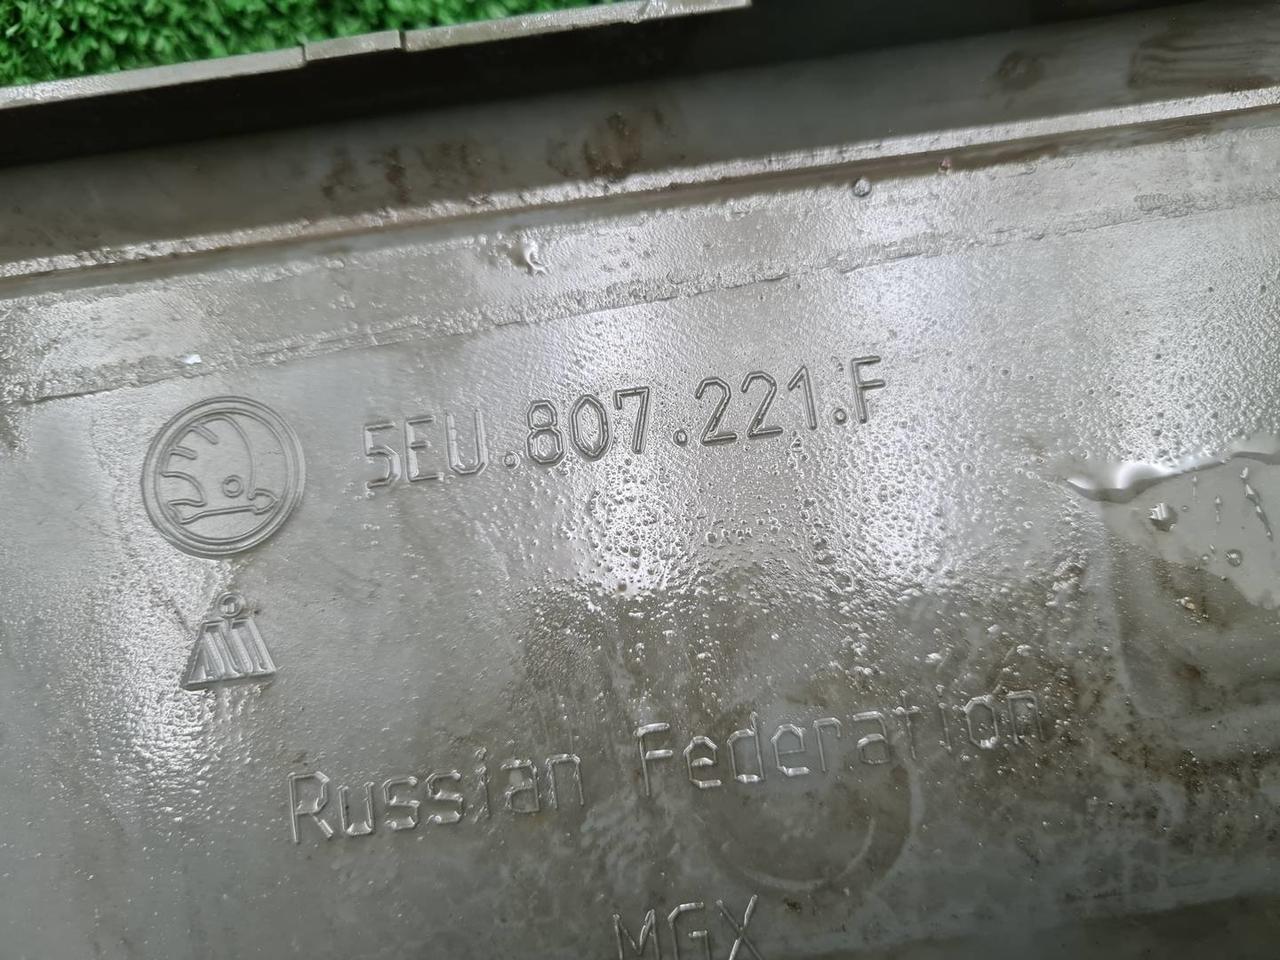 5EU.807.221.F
Russian Federation
MGX